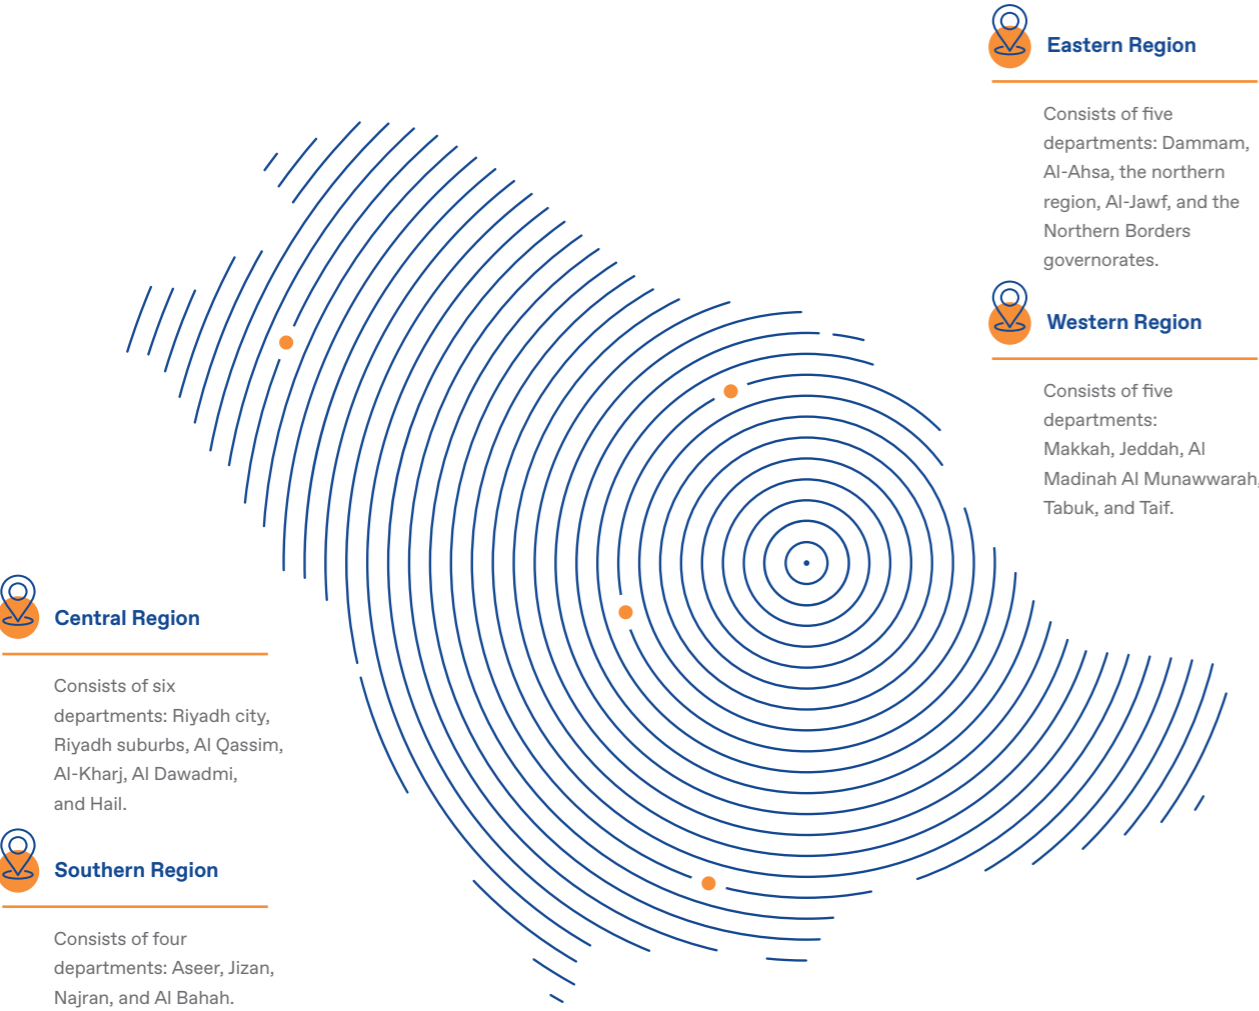 Eastern Region
Consists of five
departments: Dammam,
Al-Ahsa, the northern
region, Al-Jawf, and the
Northern Borders
governorates.
Western Region
Consists of five
departments:
Makkah, Jeddah, Al
Madinah Al Munawwarah,
Tabuk, and Taif.
Central Region
Consists of six
departments: Riyadh city,
Riyadh suburbs, Al Qassim,
Al-Kharj, Al Dawadmi,
and Hail.
Southern Region
Consists of four
departments: Aseer, Jizan,
Najran, and Al Bahah.